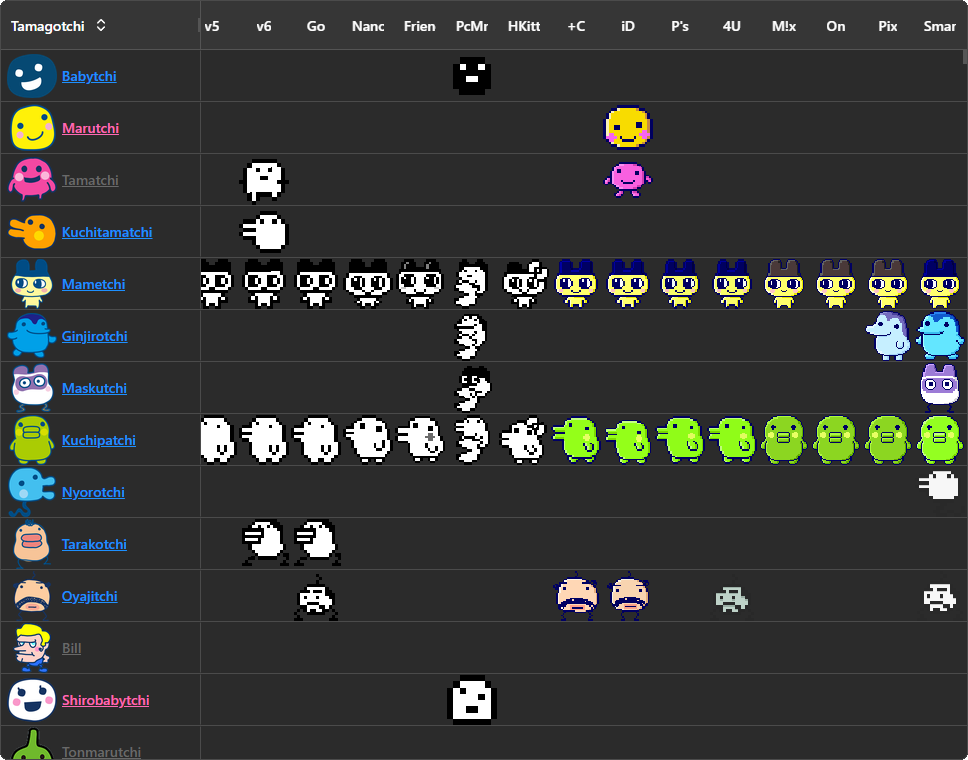 Tamagotchi v5 v6 Go Nanc Frien PcMr HKitt +C iD P's 4U M!x On Pix Smar
Babytchi
Marutchi
Tamatchi
Kuchitamatchi
Mametchi
Ginjirotchi
Maskutchi
Kuchipatchi
Nyorotchi
Tarakotchi
Oyajitchi
Bill
Shirobabytchi
Tonmarutchi